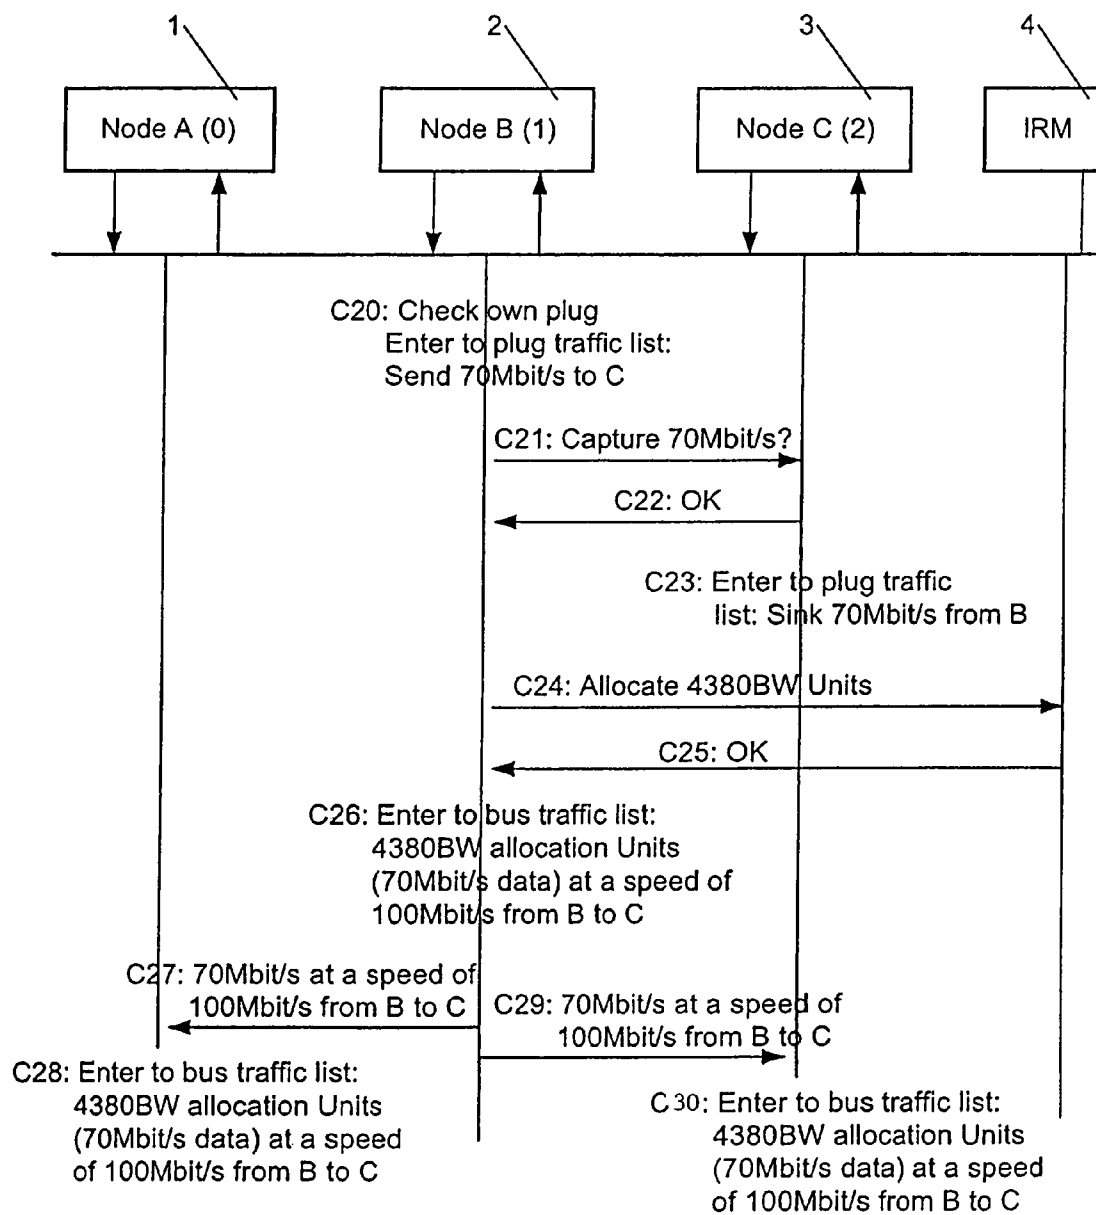 1
2
3
4
Node A (0)
Node B (1)
Node C (2)
IRM
C20: Check own plug
Enter to plug traffic list:
Send 70Mbit/s to C
C21: Capture 70Mbit/s?
C22: OK
C23: Enter to plug traffic
list: Sink 70Mbit/s from B
C24: Allocate 4380BW Units
C25: OK
C26: Enter to bus traffic list:
4380BW allocation Units
(70Mbit/s data) at a speed of
100Mbit/s from B to C
C27: 70Mbit/s at a speed of
100Mbit/s from B to C
C29: 70Mbit/s at a speed of
100Mbit/s from B to C
C28: Enter to bus traffic list:
4380BW allocation Units
(70Mbit/s data) at a speed
of 100Mbit/s from B to C
C30: Enter to bus traffic list:
4380BW allocation Units
(70Mbit/s data) at a speed
of 100Mbit/s from B to C